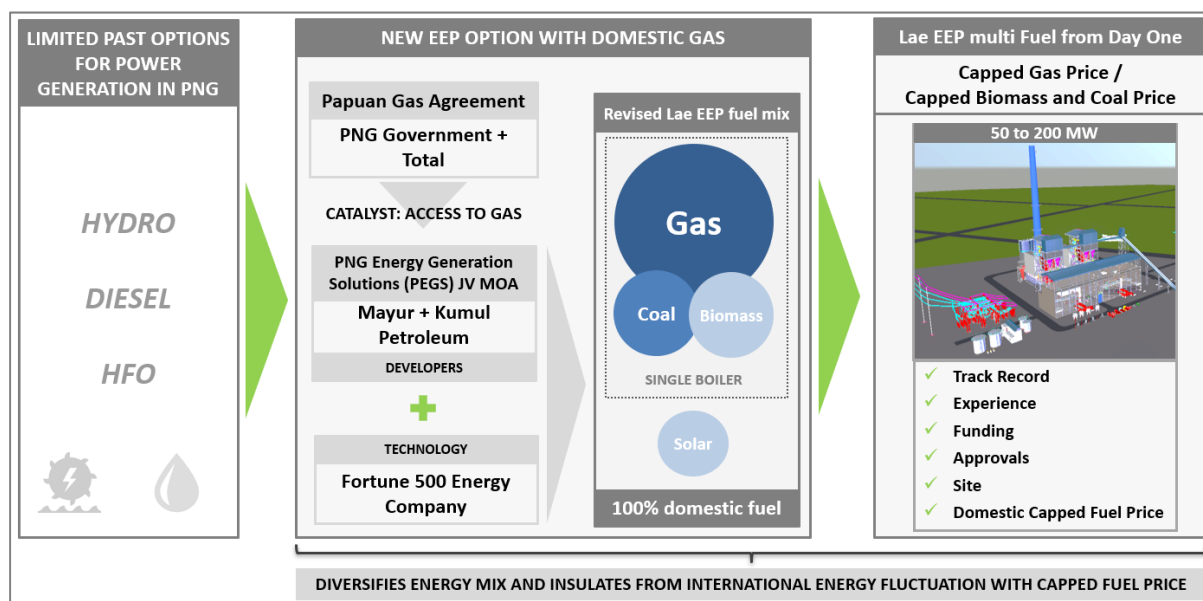 LIMITED PAST OPTIONS
FOR POWER
GENERATION IN PNG
HYDRO
DIESEL
HFO
NEW EEP OPTION WITH DOMESTIC GAS
Papuan Gas Agreement
PNG Government +
Total
CATALYST: ACCESS TO GAS
PNG Energy Generation
Solutions (PEGS) JV MOA
Mayur + Kumul
Petroleum
DEVELOPERS
TECHNOLOGY
Fortune 500 Energy
Company
Revised Lae EEP fuel mix
Gas
Coal
Biomass
SINGLE BOILER
Solar
100% domestic fuel
Lae EEP multi Fuel from Day One
Capped Gas Price /
Capped Biomass and Coal Price
50 to 200 MW
Track Record
Experience
Funding
Approvals
Site
Domestic Capped Fuel Price
DIVERSIFIES ENERGY MIX AND INSULATES FROM INTERNATIONAL ENERGY FLUCTUATION WITH CAPPED FUEL PRICE